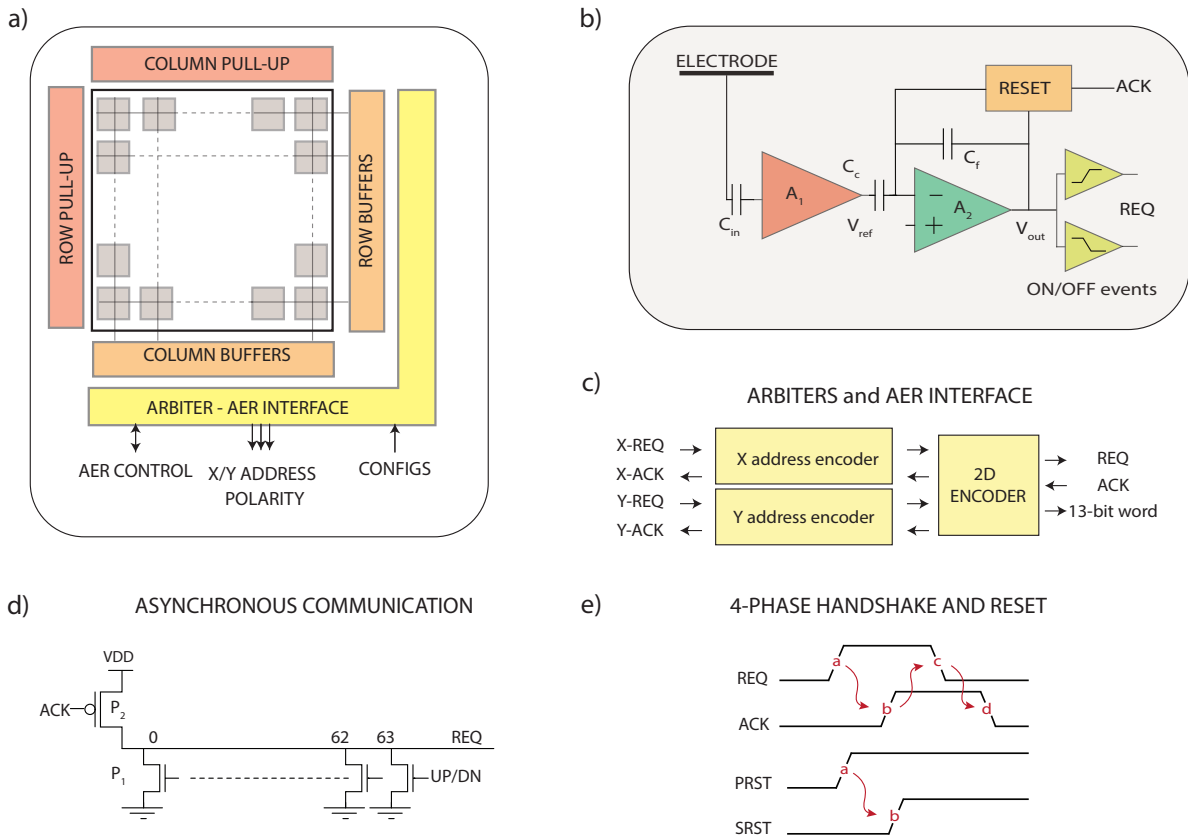 a)
COLUMN PULL-UP
ROW PULL-UP
ROW BUFFERS
COLUMN BUFFERS
ARBITER - AER INTERFACE
AER CONTROL
X/Y ADDRESS
POLARITY
CONFIGS
b)
ELECTRODE
RESET
ACK
C_f
C_c
A_1
A_2
C_in
V_ref
V_out
REQ
ON/OFF events
c)
ARBITERS and AER INTERFACE
X-REQ
X-ACK
Y-REQ
Y-ACK
X address encoder
Y address encoder
2D
ENCODER
REQ
ACK
13-bit word
d)
ASYNCHRONOUS COMMUNICATION
VDD
ACK
P_2
0
62
63
REQ
P_1
UP/DN
e)
4-PHASE HANDSHAKE AND RESET
REQ
a
c
ACK
b
d
PRST
a
SRST
b